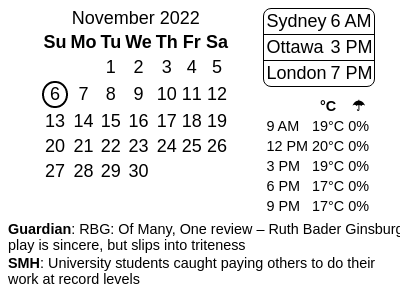 November 2022
Su Mo Tu We Th Fr Sa
1 2 3 4 5
6 7 8 9 10 11 12
13 14 15 16 17 18 19
20 21 22 23 24 25 26
27 28 29 30
Sydney 6 AM
Ottawa 3 PM
London 7 PM
°C ☂
9 AM 19°C 0%
12 PM 20°C 0%
3 PM 19°C 0%
6 PM 17°C 0%
9 PM 17°C 0%
Guardian: RBG: Of Many, One review – Ruth Bader Ginsburg
play is sincere, but slips into triteness
SMH: University students caught paying others to do their
work at record levels